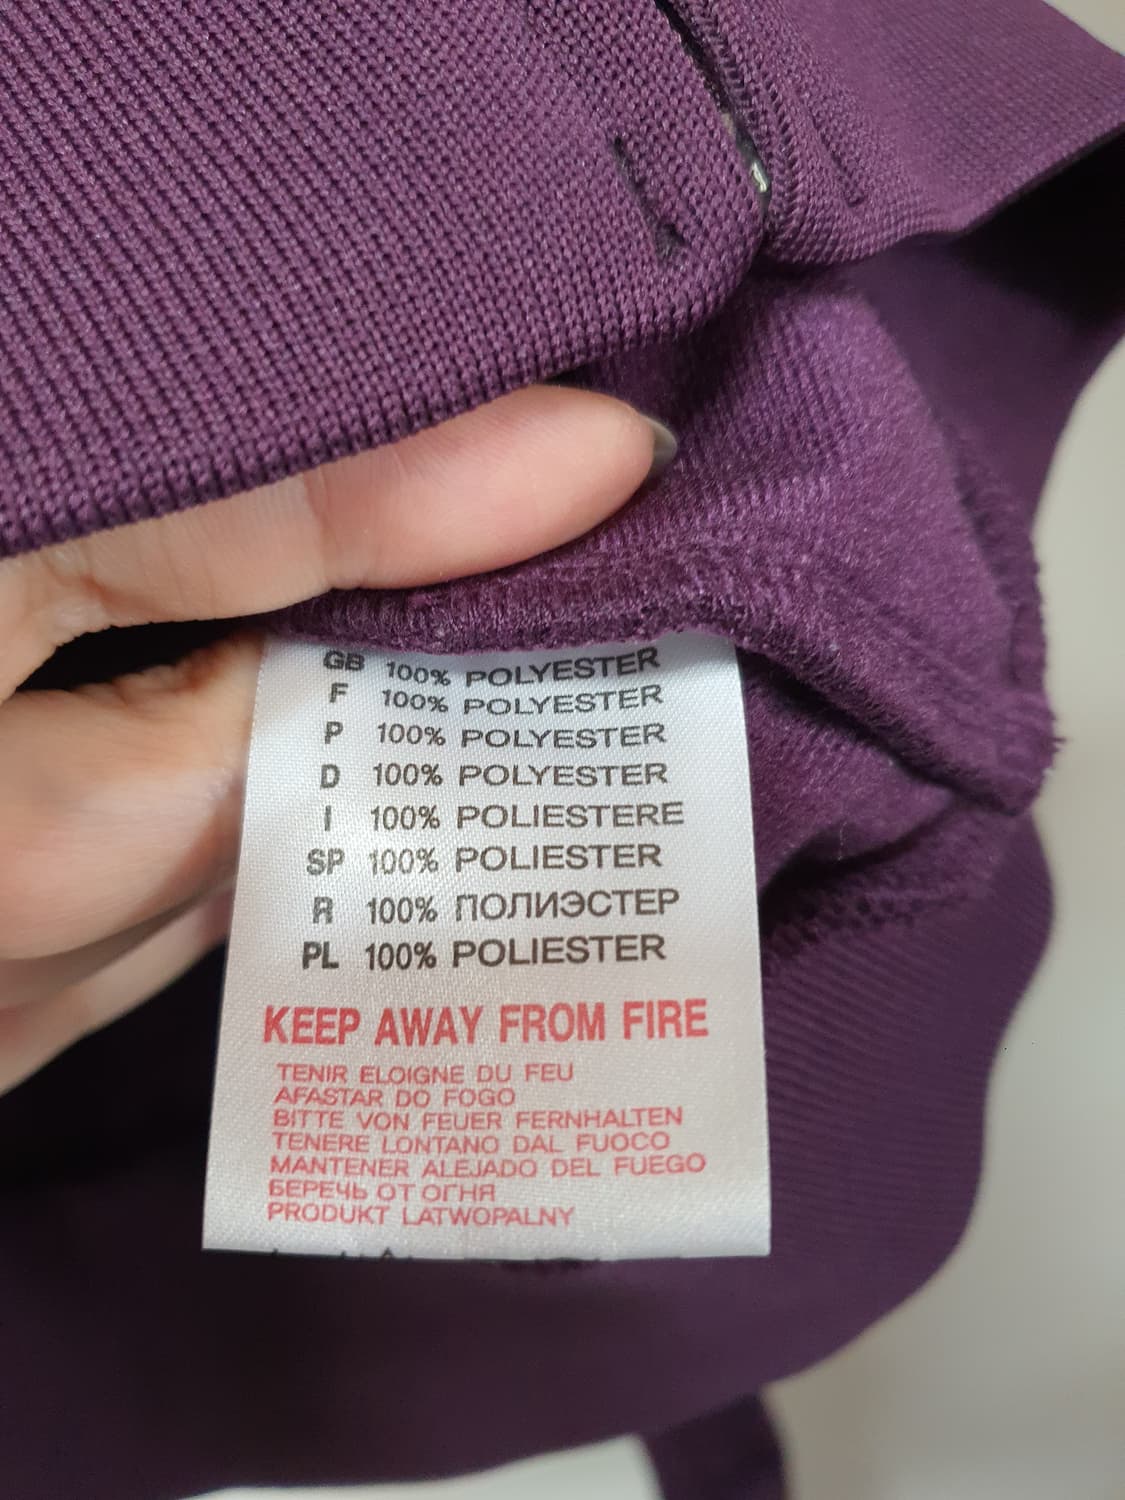 GB 100% POLYESTER
F 100% POLYESTER
P 100% POLYESTER
D 100% POLYESTER
I 100% POLIESTERE
SP 100% POLIESTER
R 100% ПОЛИЭСТЕР
PL 100% POLIESTER
KEEP AWAY FROM FIRE
TENIR ELOIGNE DU FEU
AFASTAR DO FOGO
BITTE VON FEUER FERNHALTEN
TENERE LONTANO DAL FUOCO
MANTENER ALEJADO DEL FUEGO
БЕРЕЧЬ ОТ ОГНЯ
PRODUKT LATWOPALNY